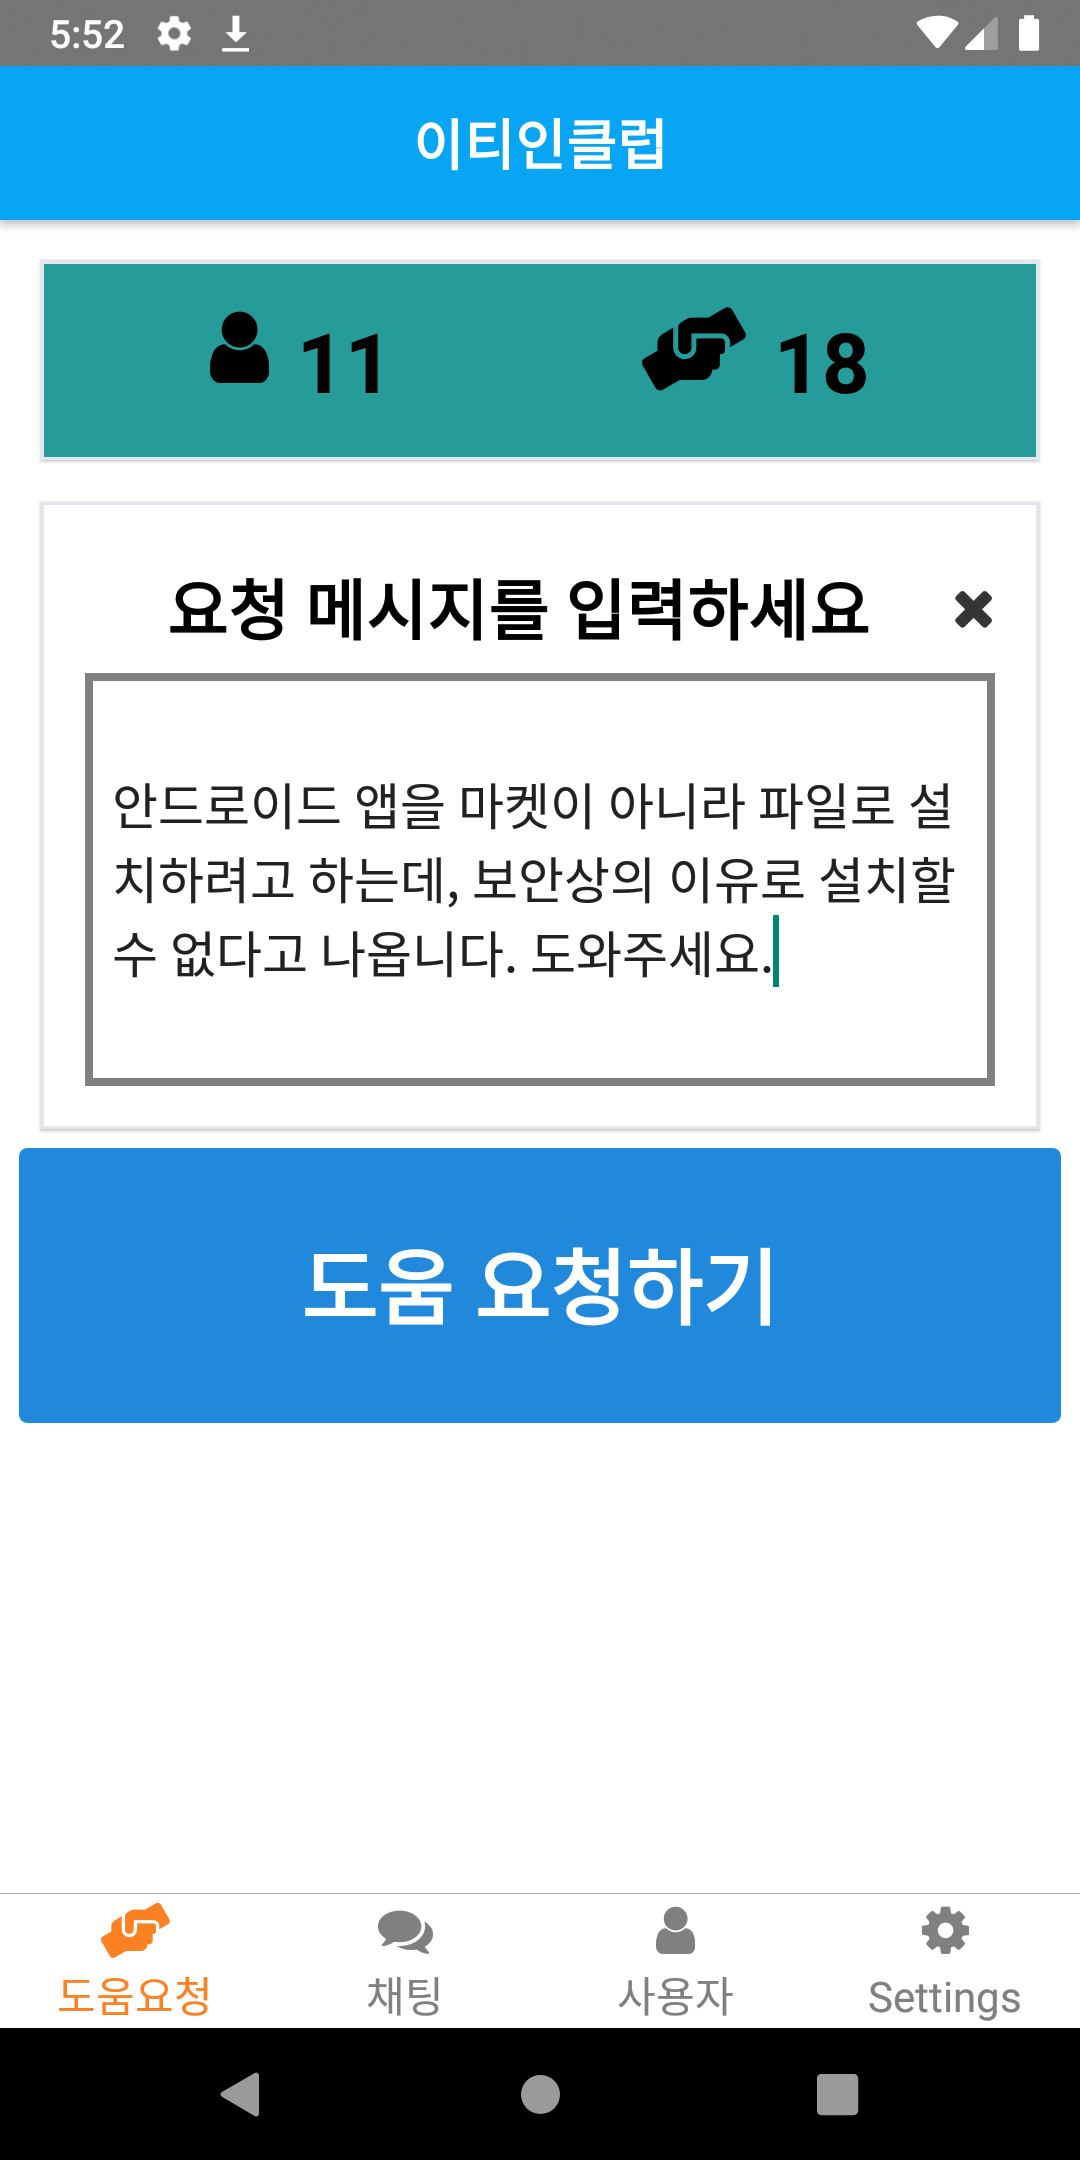 5:52
이티인클럽
11 18
요청 메시지를 입력하세요
안드로이드 앱을 마켓이 아니라 파일로 설
치하려고 하는데, 보안상의 이유로 설치할
수 없다고 나옵니다. 도와주세요.
도움 요청하기
도움요청 채팅 사용자 Settings